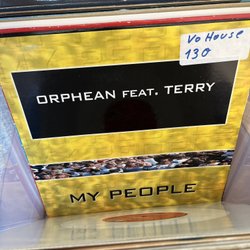 Vo House
130
ORPHEAN FEAT. TERRY
MY PEOPLE